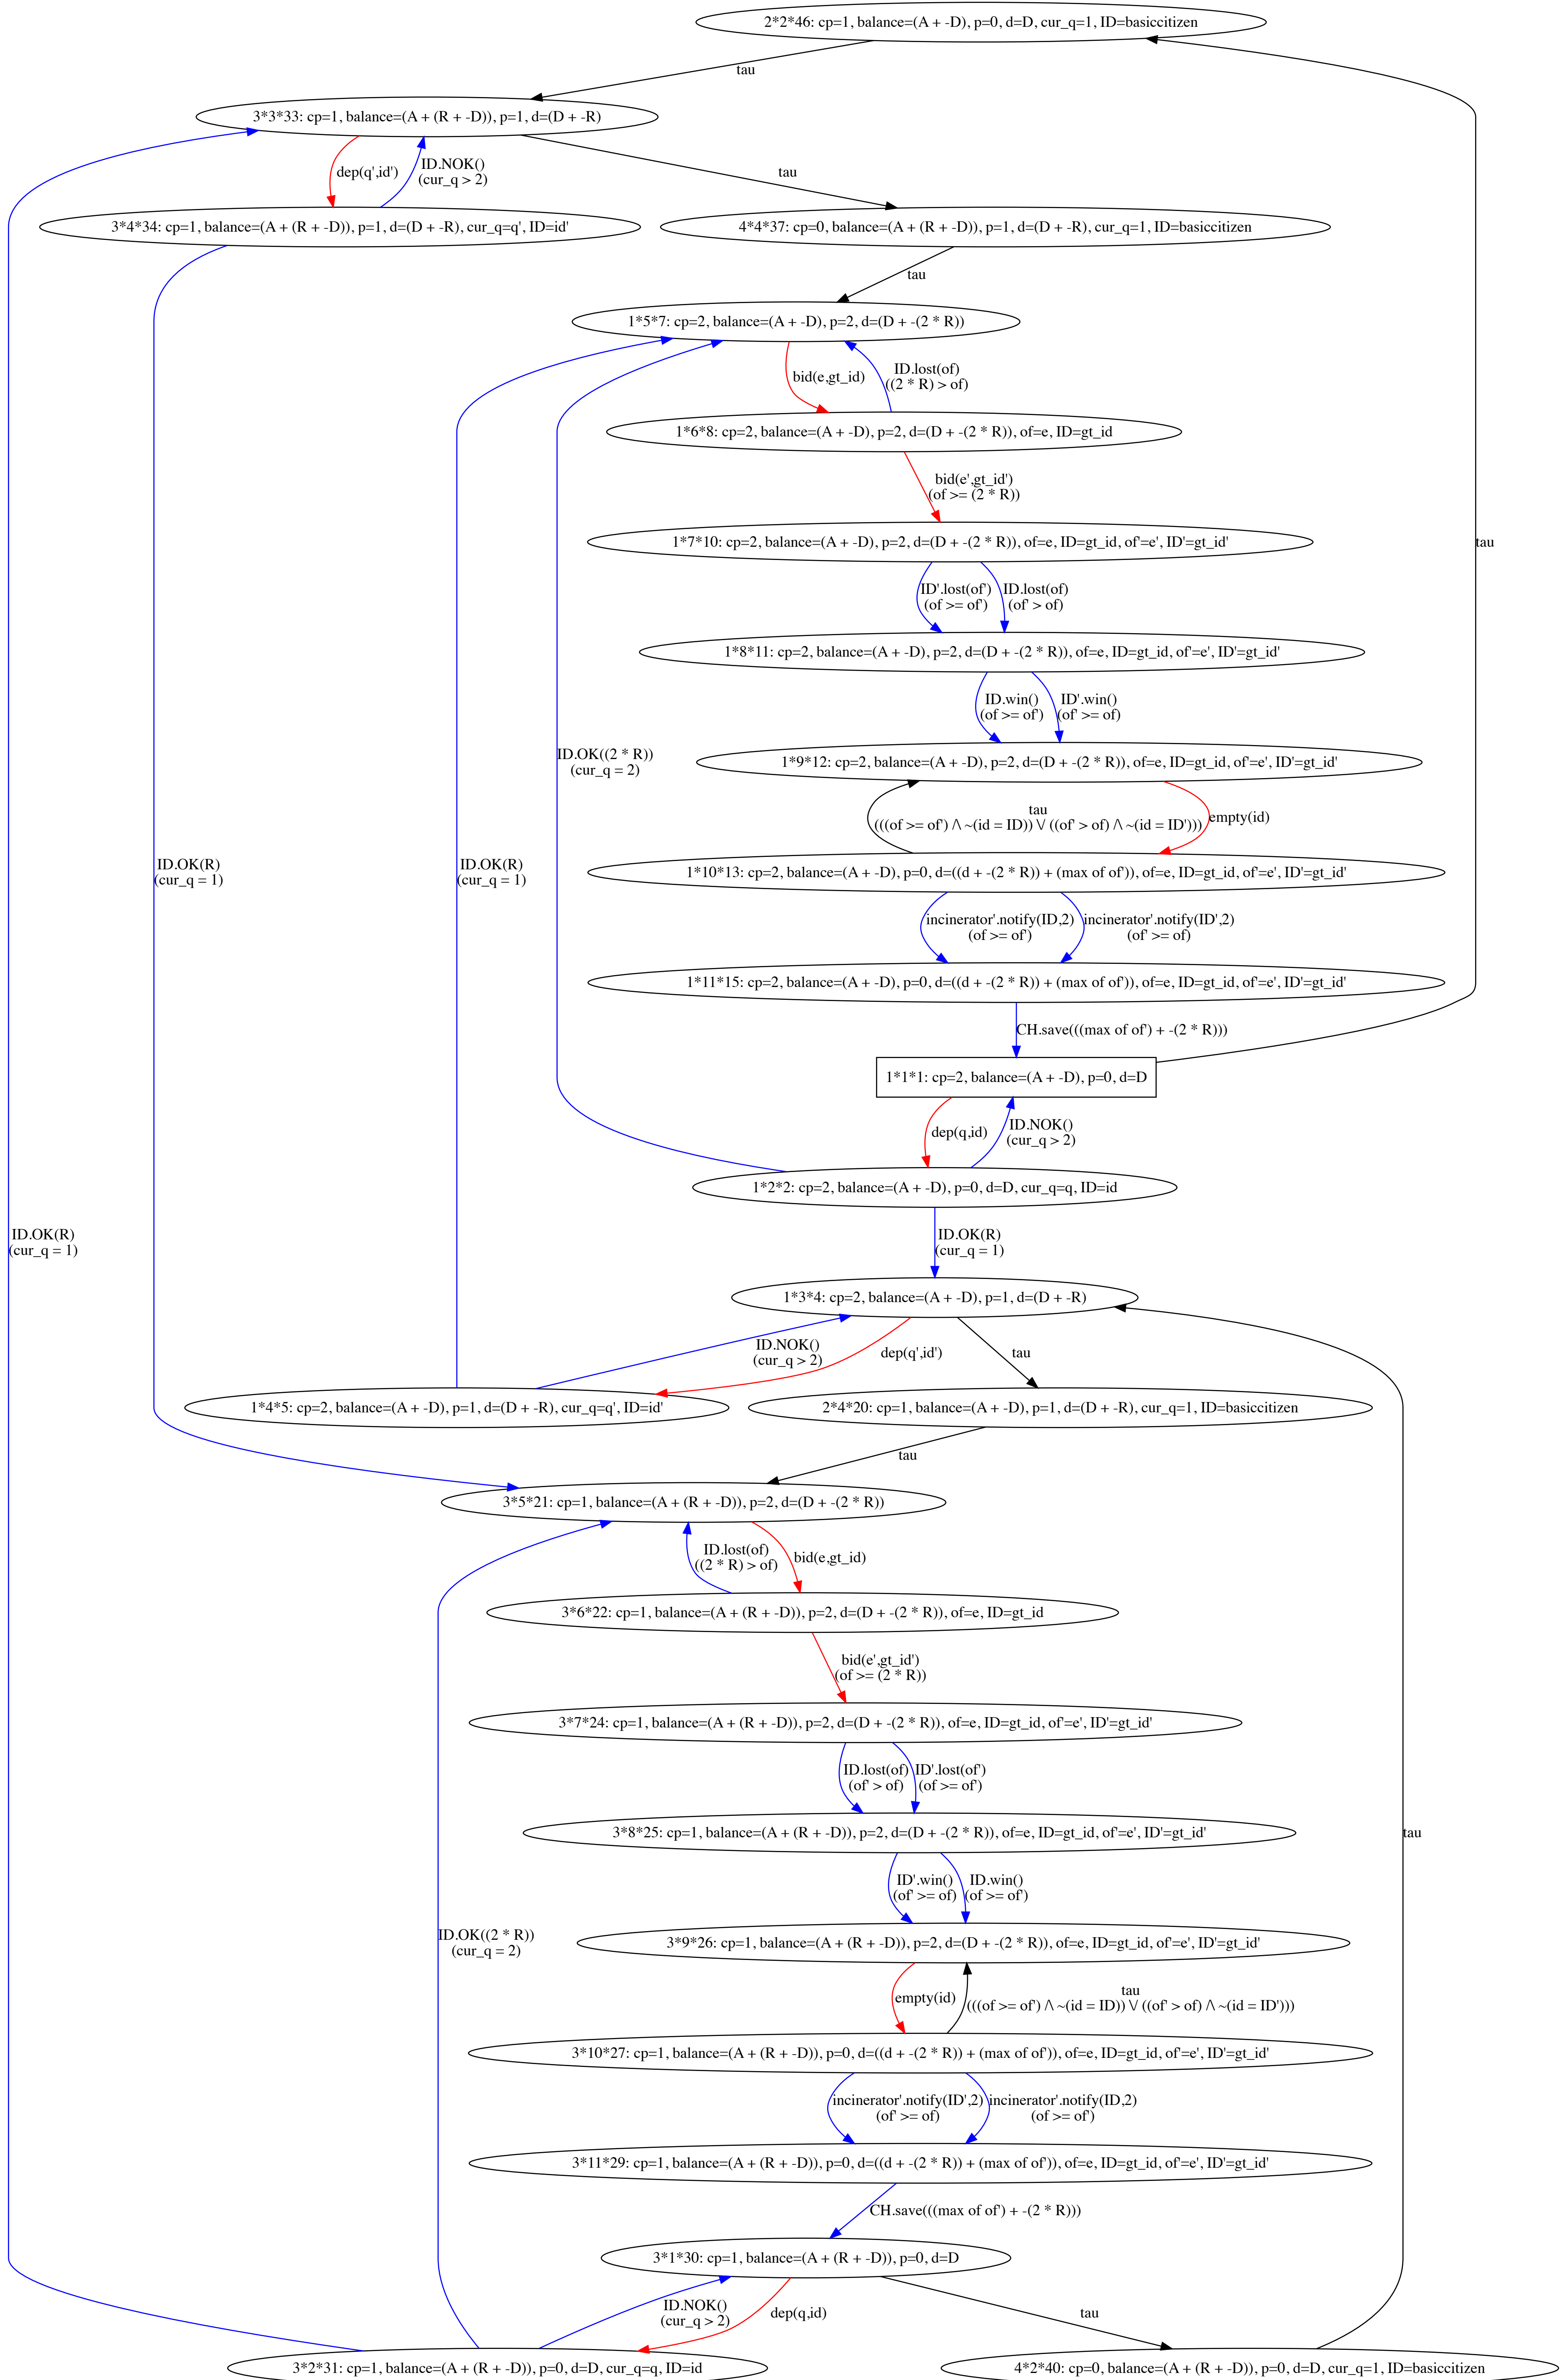 2*2*46: cp=1, balance=(A + -D), p=0, d=D, cur_q=1, ID=basiccitizen
tau
3*3*33: cp=1, balance=(A + (R + -D)), p=1, d=(D + -R)
dep(q',id')
ID.NOK()
(cur_q > 2)
tau
3*4*34: cp=1, balance=(A + (R + -D)), p=1, d=(D + -R), cur_q=q', ID=id'
4*4*37: cp=0, balance=(A + (R + -D)), p=1, d=(D + -R), cur_q=1, ID=basiccitizen
tau
1*5*7: cp=2, balance=(A + -D), p=2, d=(D + -(2 * R))
bid(e,gt_id)
ID.lost(of)
((2 * R) > of)
1*6*8: cp=2, balance=(A + -D), p=2, d=(D + -(2 * R)), of=e, ID=gt_id
bid(e',gt_id')
(of >= (2 * R))
tau
1*7*10: cp=2, balance=(A + -D), p=2, d=(D + -(2 * R)), of=e, ID=gt_id, of'=e', ID'=gt_id'
ID'.lost(of')
(of >= of')
ID.lost(of)
(of' > of)
1*8*11: cp=2, balance=(A + -D), p=2, d=(D + -(2 * R)), of=e, ID=gt_id, of'=e', ID'=gt_id'
ID.win()
(of >= of')
ID'.win()
(of' >= of)
ID.OK((2 * R))
(cur_q = 2)
1*9*12: cp=2, balance=(A + -D), p=2, d=(D + -(2 * R)), of=e, ID=gt_id, of'=e', ID'=gt_id'
tau
(((of >= of') /\ ~(id = ID)) \/ ((of' > of) /\ ~(id = ID')))
empty(id)
ID.OK(R)
(cur_q = 1)
ID.OK(R)
(cur_q = 1)
1*10*13: cp=2, balance=(A + -D), p=0, d=((d + -(2 * R)) + (max of of')), of=e, ID=gt_id, of'=e', ID'=gt_id'
incinerator'.notify(ID,2)
(of >= of')
incinerator'.notify(ID',2)
(of' >= of)
1*11*15: cp=2, balance=(A + -D), p=0, d=((d + -(2 * R)) + (max of of')), of=e, ID=gt_id, of'=e', ID'=gt_id'
CH.save(((max of of') + -(2 * R)))
1*1*1: cp=2, balance=(A + -D), p=0, d=D
dep(q,id)
ID.NOK()
(cur_q > 2)
1*2*2: cp=2, balance=(A + -D), p=0, d=D, cur_q=q, ID=id
ID.OK(R)
(cur_q = 1)
ID.OK(R)
(cur_q = 1)
1*3*4: cp=2, balance=(A + -D), p=1, d=(D + -R)
ID.NOK()
(cur_q > 2)
dep(q',id')
tau
1*4*5: cp=2, balance=(A + -D), p=1, d=(D + -R), cur_q=q', ID=id'
2*4*20: cp=1, balance=(A + -D), p=1, d=(D + -R), cur_q=1, ID=basiccitizen
tau
3*5*21: cp=1, balance=(A + (R + -D)), p=2, d=(D + -(2 * R))
ID.lost(of)
((2 * R) > of)
bid(e,gt_id)
3*6*22: cp=1, balance=(A + (R + -D)), p=2, d=(D + -(2 * R)), of=e, ID=gt_id
bid(e',gt_id')
(of >= (2 * R))
3*7*24: cp=1, balance=(A + (R + -D)), p=2, d=(D + -(2 * R)), of=e, ID=gt_id, of'=e', ID'=gt_id'
ID.lost(of)
(of' > of)
ID'.lost(of')
(of >= of')
3*8*25: cp=1, balance=(A + (R + -D)), p=2, d=(D + -(2 * R)), of=e, ID=gt_id, of'=e', ID'=gt_id'
tau
ID'.win()
(of' >= of)
ID.win()
(of >= of')
ID.OK((2 * R))
(cur_q = 2)
3*9*26: cp=1, balance=(A + (R + -D)), p=2, d=(D + -(2 * R)), of=e, ID=gt_id, of'=e', ID'=gt_id'
empty(id)
tau
(((of >= of') /\ ~(id = ID)) \/ ((of' > of) /\ ~(id = ID')))
3*10*27: cp=1, balance=(A + (R + -D)), p=0, d=((d + -(2 * R)) + (max of of')), of=e, ID=gt_id, of'=e', ID'=gt_id'
incinerator'.notify(ID',2)
(of' >= of)
incinerator'.notify(ID,2)
(of >= of')
3*11*29: cp=1, balance=(A + (R + -D)), p=0, d=((d + -(2 * R)) + (max of of')), of=e, ID=gt_id, of'=e', ID'=gt_id'
CH.save(((max of of') + -(2 * R)))
3*1*30: cp=1, balance=(A + (R + -D)), p=0, d=D
ID.NOK()
(cur_q > 2)
dep(q,id)
tau
3*2*31: cp=1, balance=(A + (R + -D)), p=0, d=D, cur_q=q, ID=id
4*2*40: cp=0, balance=(A + (R + -D)), p=0, d=D, cur_q=1, ID=basiccitizen